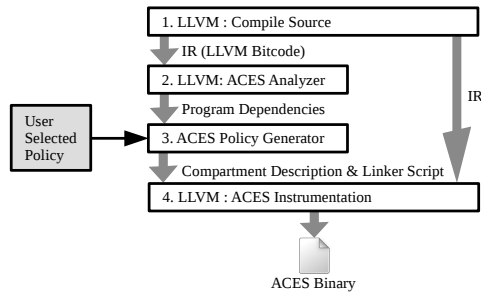 1. LLVM : Compile Source
IR (LLVM Bitcode)
2. LLVM: ACES Analyzer
IR
Program Dependencies
User
Selected
Policy
3. ACES Policy Generator
Compartment Description & Linker Script
4. LLVM : ACES Instrumentation
ACES Binary